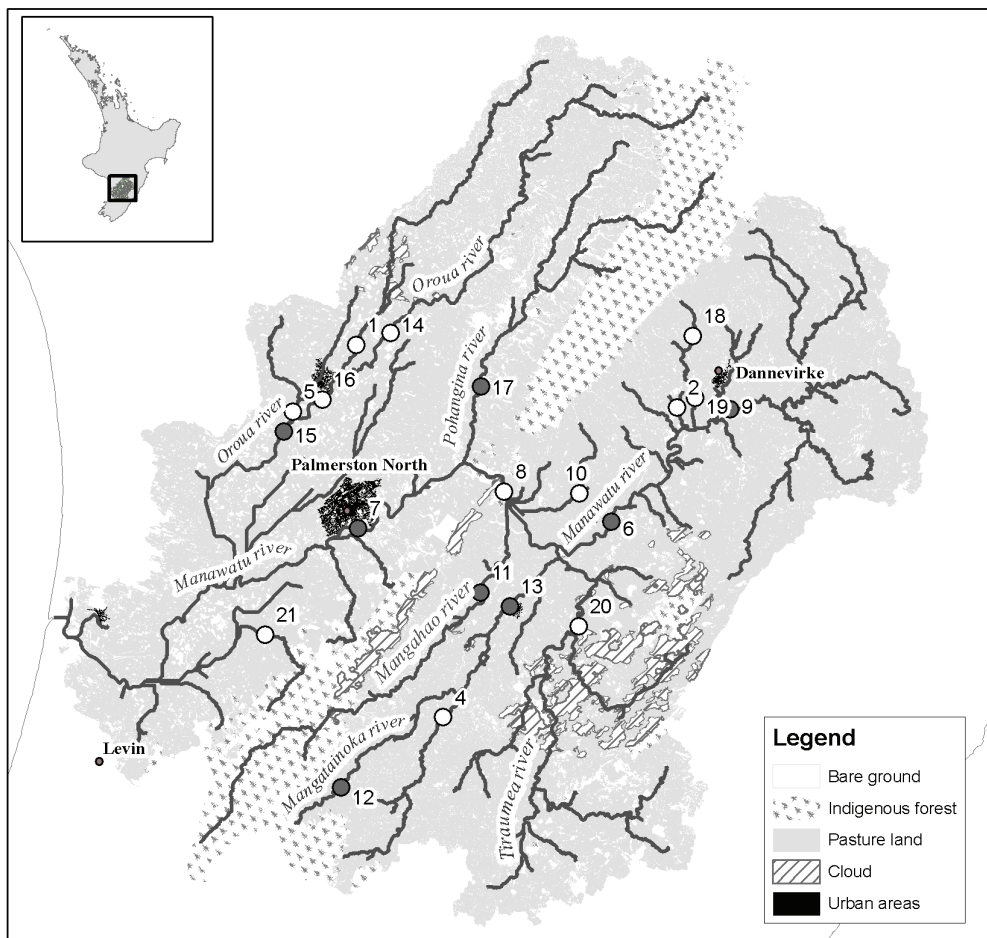 18
Oroua river
1
14
Dannevirke
16
17
5
2
19
9
Pohangina river
Oroua river
15
Palmerston North
8
10
Manawatu river
7
6
Manawatu river
11
13
20
21
Mangahao river
4
Legend
Levin
Mangatainoka river
Bare ground
12
Tiraumea river
Indigenous forest
Pasture land
Cloud
Urban areas